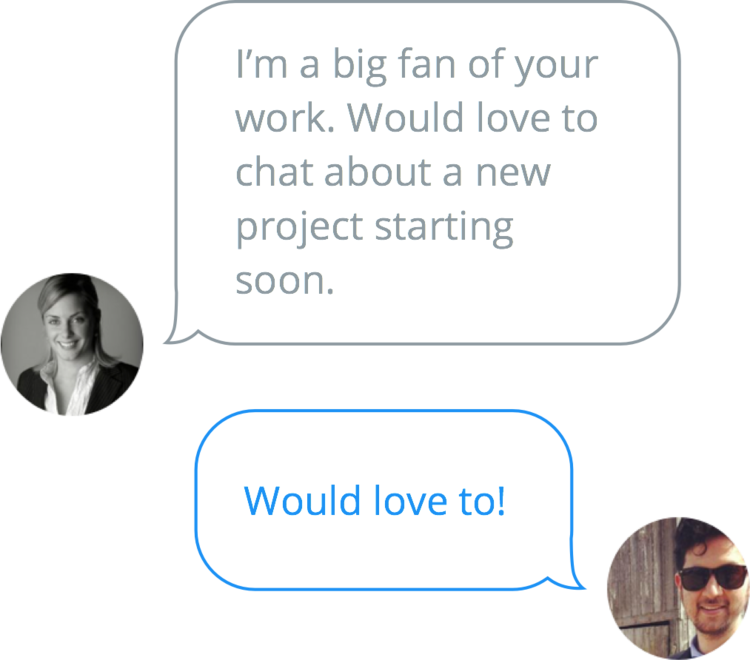 I’m a big fan of your
work. Would love to
chat about a new
project starting
soon.
Would love to!